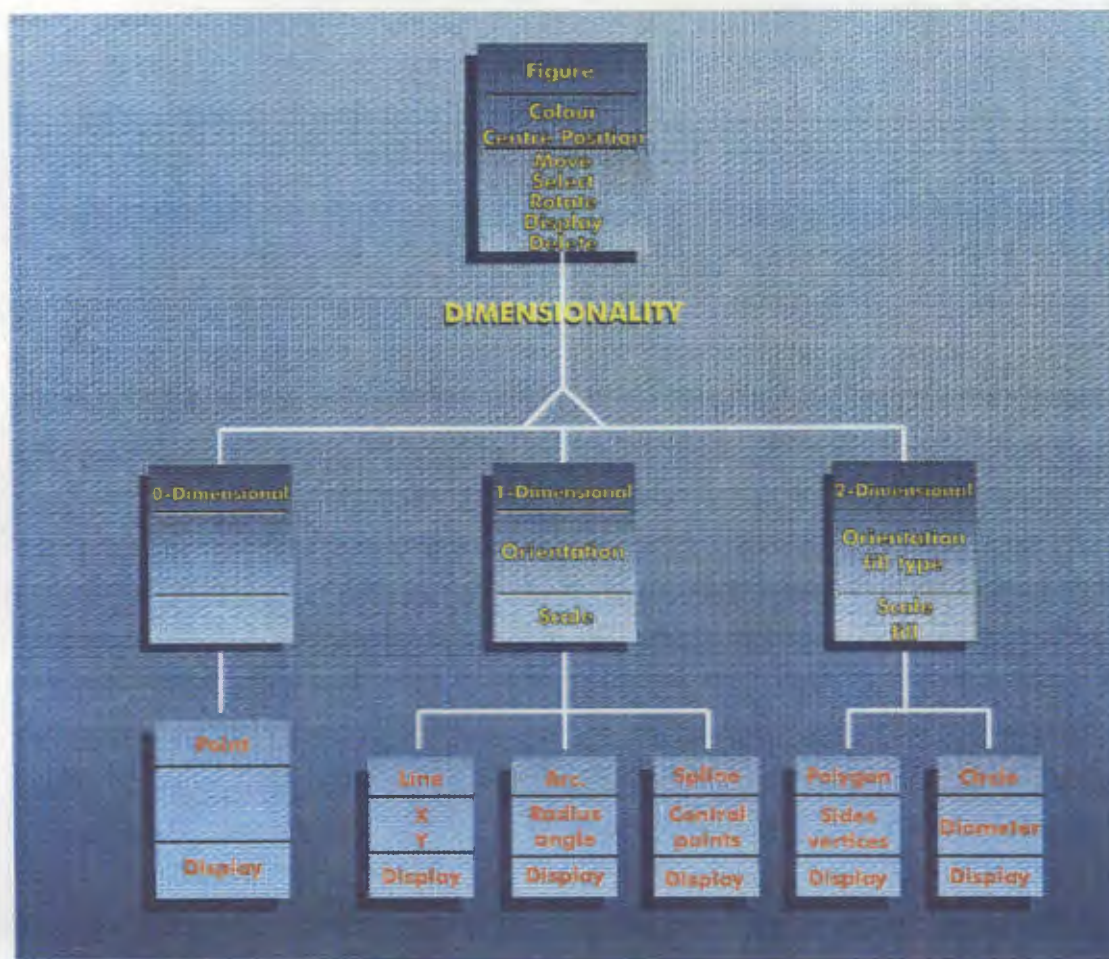 Figure
Colour
Centre Position
Move
Select
Rotate
Display
Delete
DIMENSIONALITY
0-Dimensional
1-Dimensional
Orientation
Scale
2-Dimensional
Orientation
fill type
Scale
fill
Point
Display
Line
X
Y
Display
Arc.
Radius
angle
Display
Spline
Control
points
Display
Polygon
Sides
vertices
Display
Circle
Diameter
Display